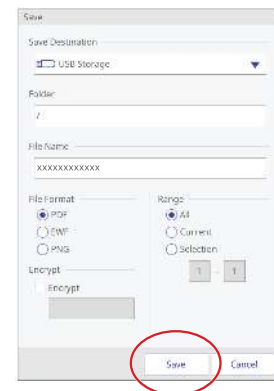 Save
Save Destination
USB Storage
Folder
/
File Name
xxxxxxxxxxxx
File Format
PDF
EWF
PNG
Range
All
Current
Selection
1 - 1
Encrypt
Encrypt
Save Cancel